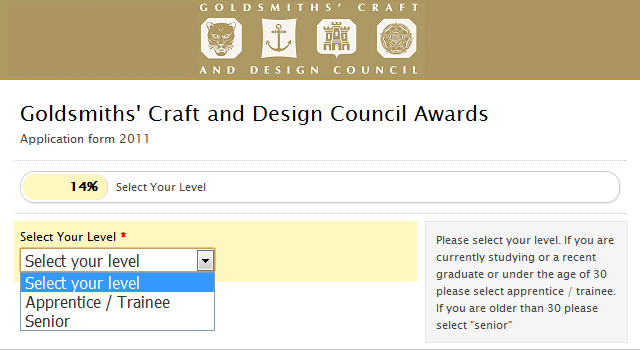 GOLDSMITHS' CRAFT
AND DESIGN COUNCIL
Goldsmiths' Craft and Design Council Awards
Application form 2011
14%
Select Your Level
Select Your Level *
Select your level
Select your level
Apprentice / Trainee
Senior
Please select your level. If you are
currently studying or a recent
graduate or under the age of 30
please select apprentice / trainee.
If you are older than 30 please
select "senior"